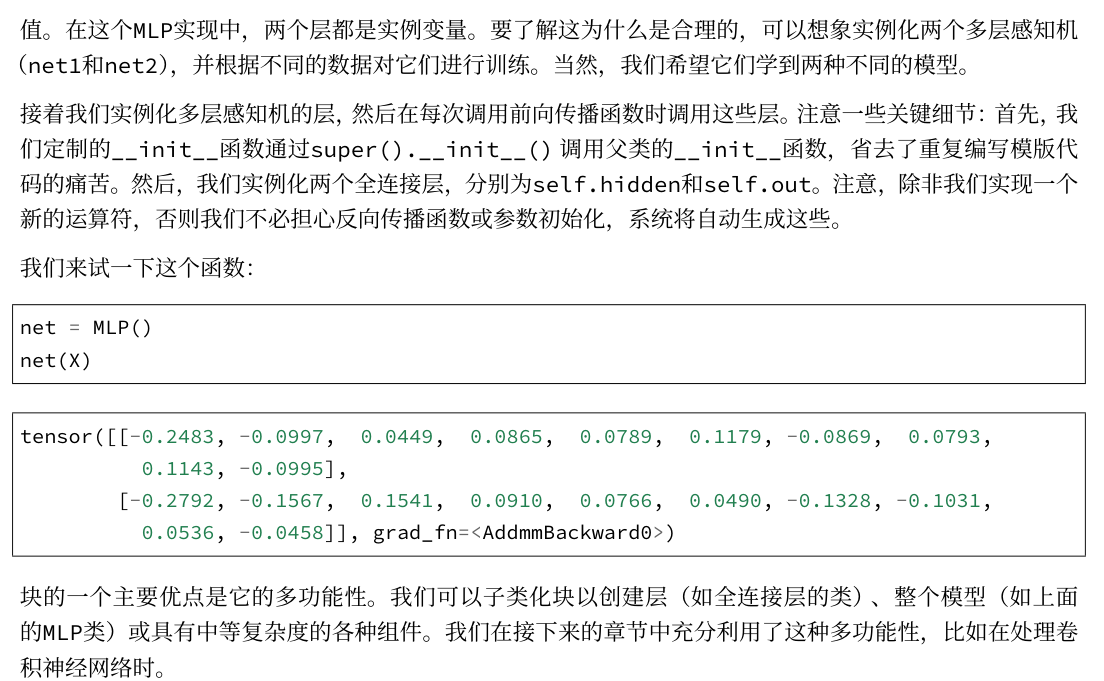 值。在这个MLP实现中，两个层都是实例变量。要了解这为什么是合理的，可以想象实例化两个多层感知机
（net1和net2），并根据不同的数据对它们进行训练。当然，我们希望它们学到两种不同的模型。
接着我们实例化多层感知机的层，然后在每次调用前向传播函数时调用这些层。注意一些关键细节：首先，我
们定制的__init__函数通过super().__init__() 调用父类的__init__函数，省去了重复编写模版代
码的痛苦。然后，我们实例化两个全连接层，分别为self.hidden和self.out。注意，除非我们实现一个
新的运算符，否则我们不必担心反向传播函数或参数初始化，系统将自动生成这些。
我们来试一下这个函数：
net = MLP()
net(X)
tensor([[-0.2483, -0.0997,  0.0449,  0.0865,  0.0789,  0.1179, -0.0869,  0.0793,
          0.1143, -0.0995],
        [-0.2792, -0.1567,  0.1541,  0.0910,  0.0766,  0.0490, -0.1328, -0.1031,
          0.0536, -0.0458]], grad_fn=<AddmmBackward0>)
块的一个主要优点是它的多功能性。我们可以子类化块以创建层（如全连接层的类）、整个模型（如上面
的MLP类）或具有中等复杂度的各种组件。我们在接下来的章节中充分利用了这种多功能性，比如在处理卷
积神经网络时。